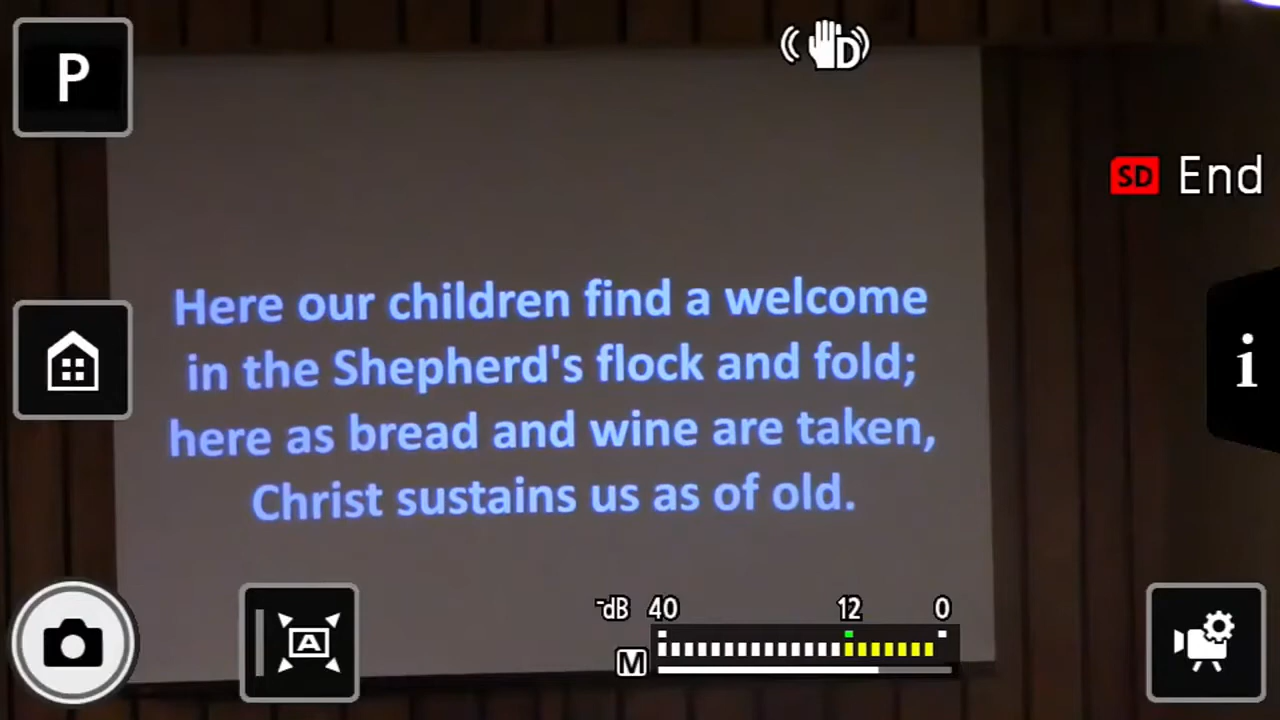 P
D
SD End
Here our children find a welcome
in the Shepherd's flock and fold;
here as bread and wine are taken,
Christ sustains us as of old.
i
A
-dB 40 12 0
M